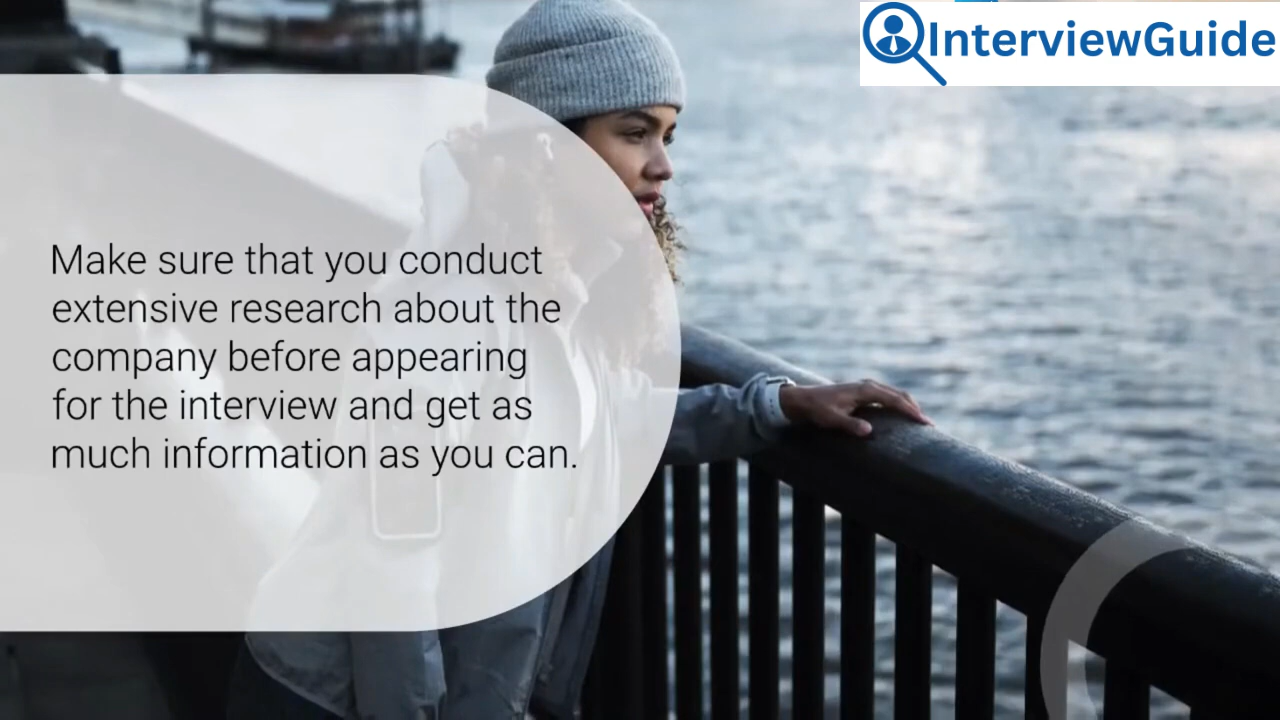 InterviewGuide
Make sure that you conduct
extensive research about the
company before appearing
for the interview and get as
much information as you can.